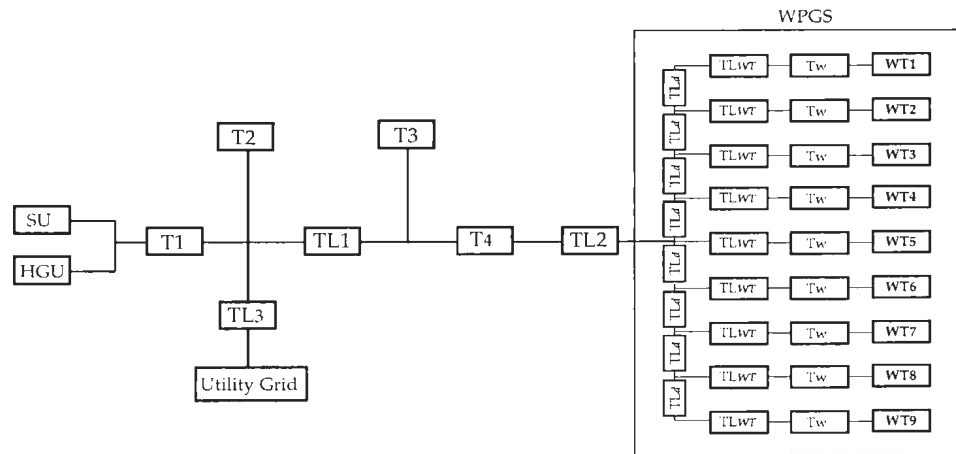 WPGS
TLWT Tw WT1
TLd
TLWT Tw WT2
TLd
T2 T3
TLWT Tw WT3
TLd
TLWT Tw WT4
SU
TLd
T1 TL1 T4 TL2 TLWT Tw WT5
HGU
TLd
TLWT Tw WT6
TL3
TLd
TLWT Tw WT7
TLd
Utility Grid TLWT Tw WT8
TLd
TLWT Tw WT9